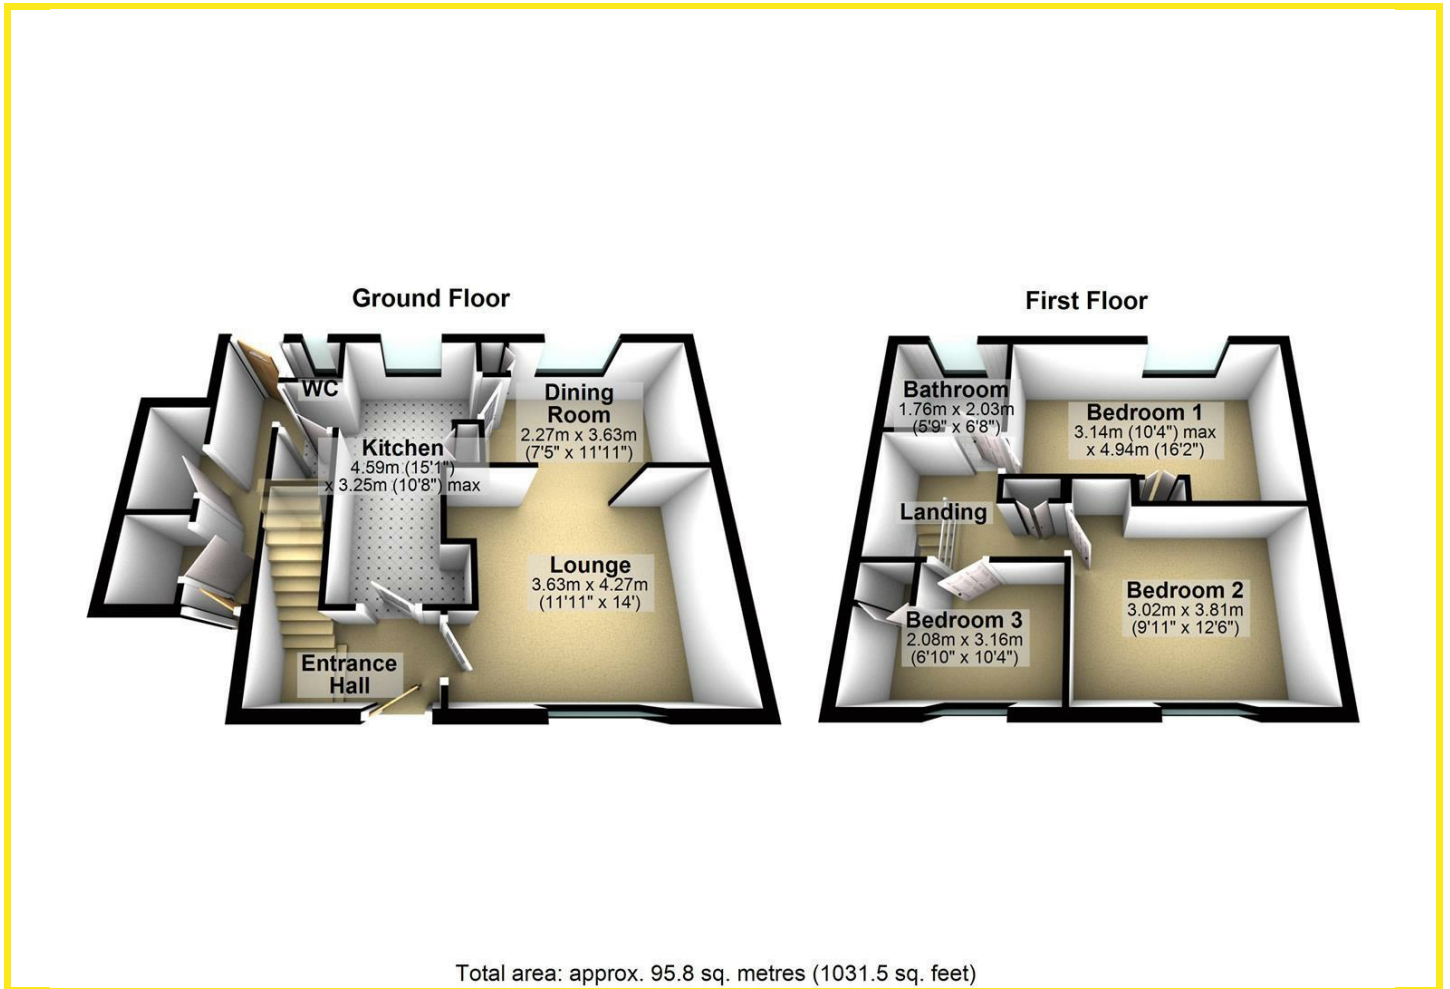 Ground Floor
WC
Kitchen
4.59m (15'1")
x 3.25m (10'8") max
Dining
Room
2.27m x 3.63m
(7'5" x 11'11")
Lounge
3.63m x 4.27m
(11'11" x 14')
Entrance
Hall
First Floor
Bathroom
1.76m x 2.03m
(5'9" x 6'8")
Bedroom 1
3.14m (10'4") max
x 4.94m (16'2")
Landing
Bedroom 2
3.02m x 3.81m
(9'11" x 12'6")
Bedroom 3
2.08m x 3.16m
(6'10" x 10'4")
Total area: approx. 95.8 sq. metres (1031.5 sq. feet)